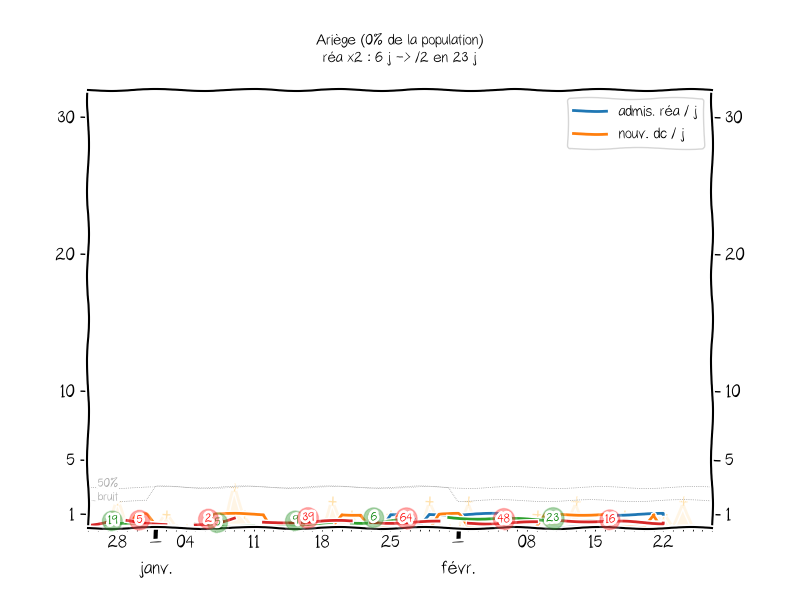 Ariège (0% de la population)
réa x2 : 6 j -> /2 en 23 j
admis. réa / j
nouv. dc / j
30 30
20 20
10 10
5 5
50%
bruit
1 1
19 5 2 5 9 39 6 64 48 23 16
28 1 04 11 18 25 1 08 15 22
janv. févr.